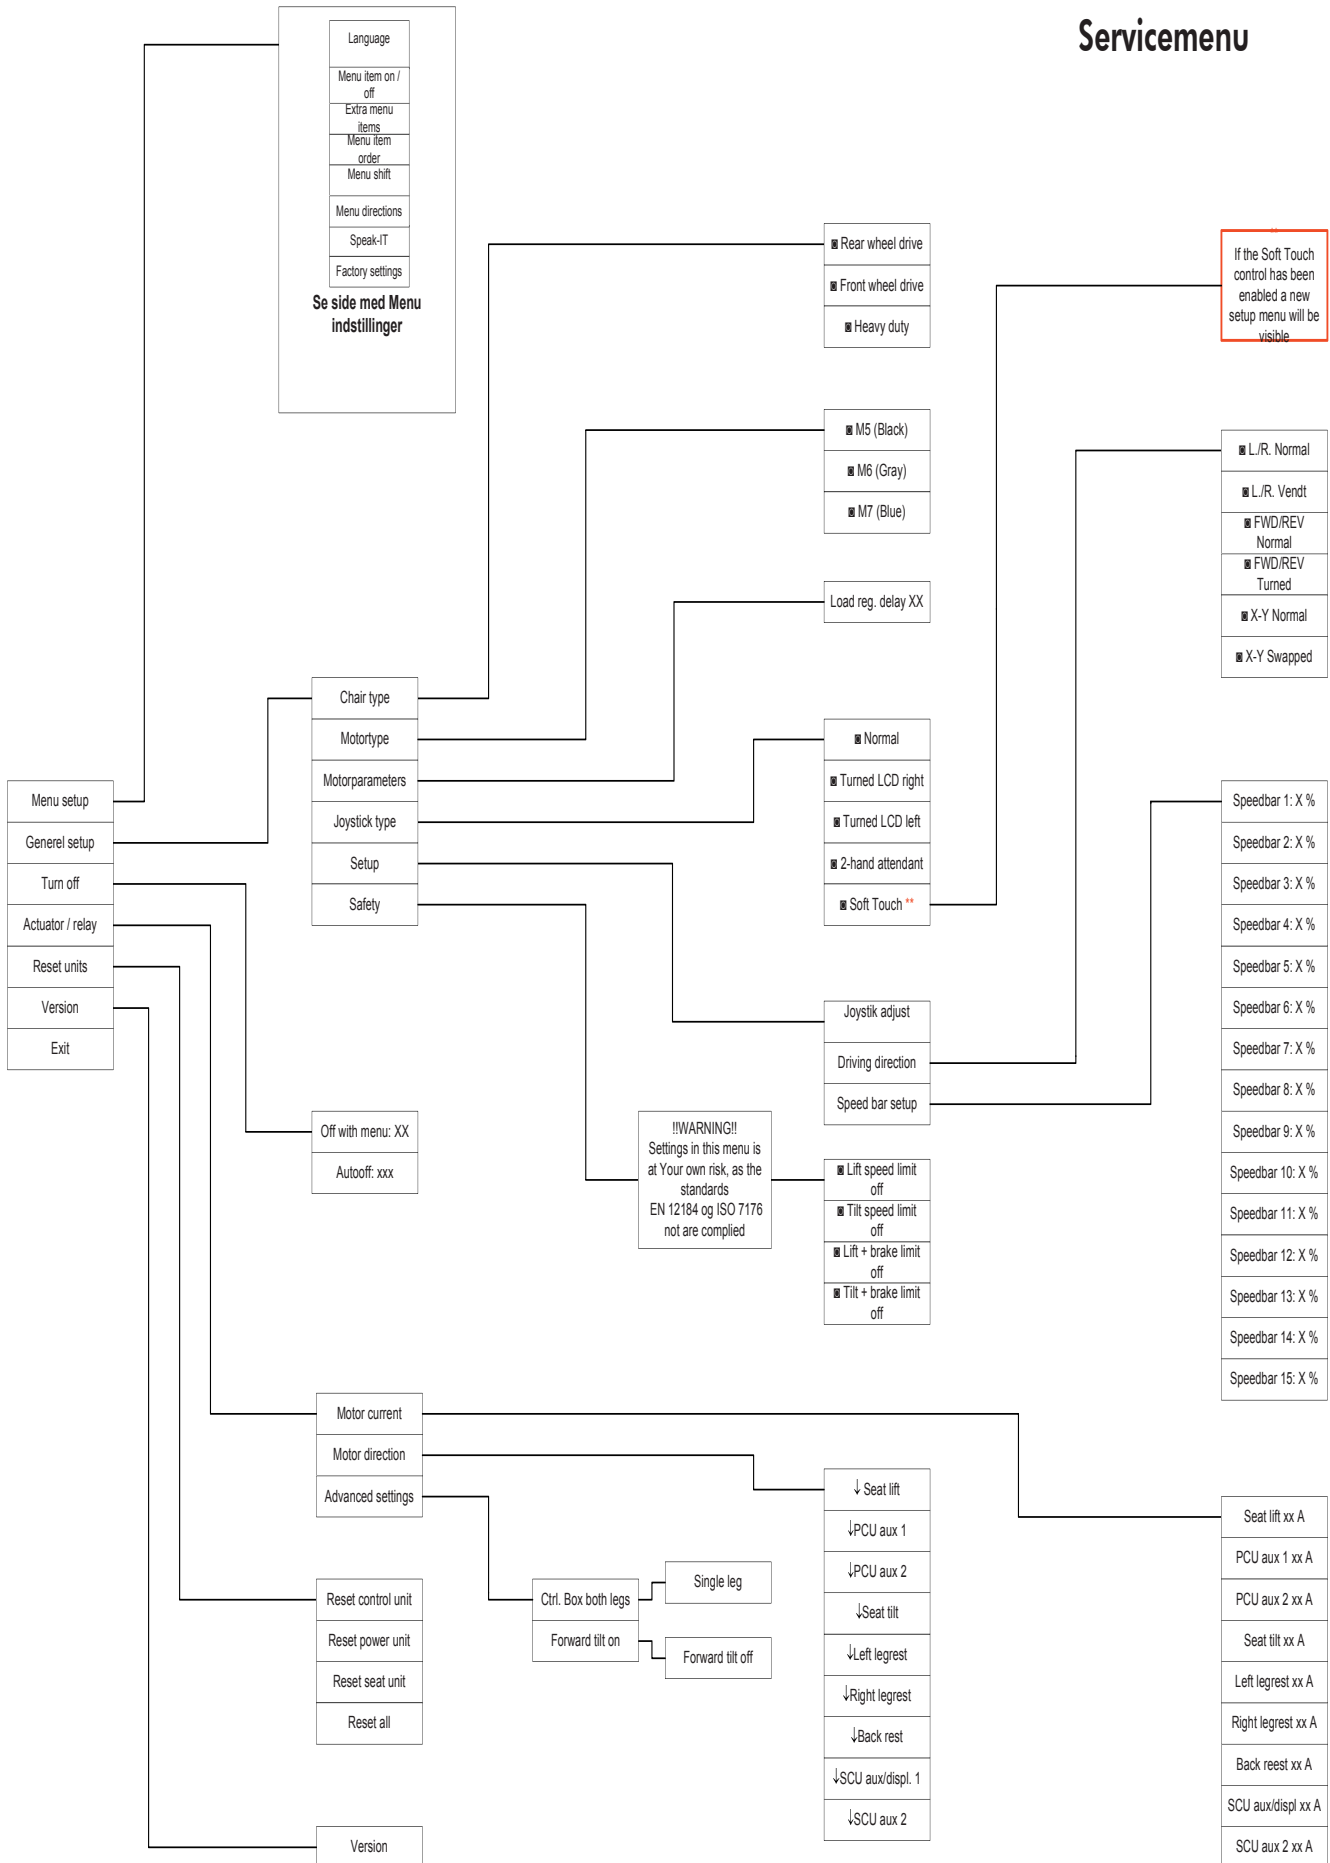 Servicemenu
Language
Menu item on /
off
Extra menu
items
Menu item
order
Menu shift
Menu directions
Speak-IT
Factory settings
Se side med Menu
indstillinger
Menu setup
Generel setup
Turn off
Actuator / relay
Reset units
Version
Exit
Chair type
Motortype
Motorparameters
Joystick type
Setup
Safety
Off with menu: XX
Autooff: xxx
Motor current
Motor direction
Advanced settings
Reset control unit
Reset power unit
Reset seat unit
Reset all
Version
Ctrl. Box both legs
Forward tilt on
Single leg
Forward tilt off
!!WARNING!!
Settings in this menu is
at Your own risk, as the
standards
EN 12184 og ISO 7176
not are complied
◙ Rear wheel drive
◙ Front wheel drive
◙ Heavy duty
◙ M5 (Black)
◙ M6 (Gray)
◙ M7 (Blue)
Load reg. delay XX
◙ Normal
◙ Turned LCD right
◙ Turned LCD left
◙ 2-hand attendant
◙ Soft Touch **
Joystik adjust
Driving direction
Speed bar setup
◙ Lift speed limit
off
◙ Tilt speed limit
off
◙ Lift + brake limit
off
◙ Tilt + brake limit
off
↓ Seat lift
↓PCU aux 1
↓PCU aux 2
↓Seat tilt
↓Left legrest
↓Right legrest
↓Back rest
↓SCU aux/displ. 1
↓SCU aux 2
**
If the Soft Touch
control has been
enabled a new
setup menu will be
visible
◙ L./R. Normal
◙ L./R. Vendt
◙ FWD/REV
Normal
◙ FWD/REV
Turned
◙ X-Y Normal
◙ X-Y Swapped
Speedbar 1: X %
Speedbar 2: X %
Speedbar 3: X %
Speedbar 4: X %
Speedbar 5: X %
Speedbar 6: X %
Speedbar 7: X %
Speedbar 8: X %
Speedbar 9: X %
Speedbar 10: X %
Speedbar 11: X %
Speedbar 12: X %
Speedbar 13: X %
Speedbar 14: X %
Speedbar 15: X %
Seat lift xx A
PCU aux 1 xx A
PCU aux 2 xx A
Seat tilt xx A
Left legrest xx A
Right legrest xx A
Back reest xx A
SCU aux/displ xx A
SCU aux 2 xx A